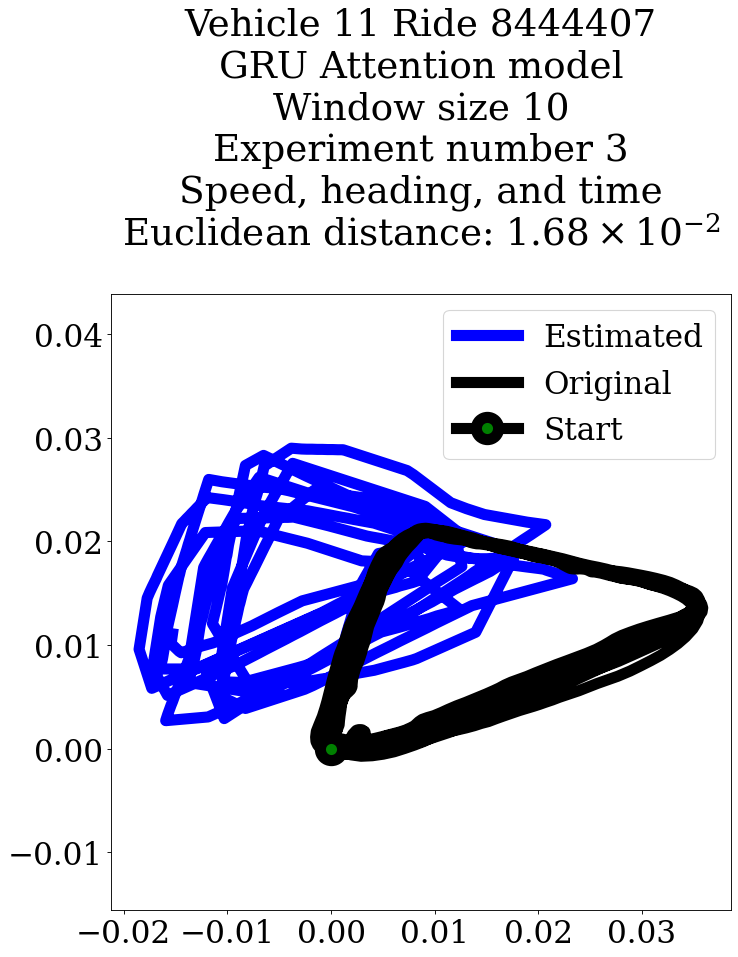 Vehicle 11 Ride 8444407
GRU Attention model
Window size 10
Experiment number 3
Speed, heading, and time
Euclidean distance: 1.68 × 10⁻²
Estimated
Original
Start
0.04
0.03
0.02
0.01
0.00
−0.01
−0.02 −0.01 0.00 0.01 0.02 0.03